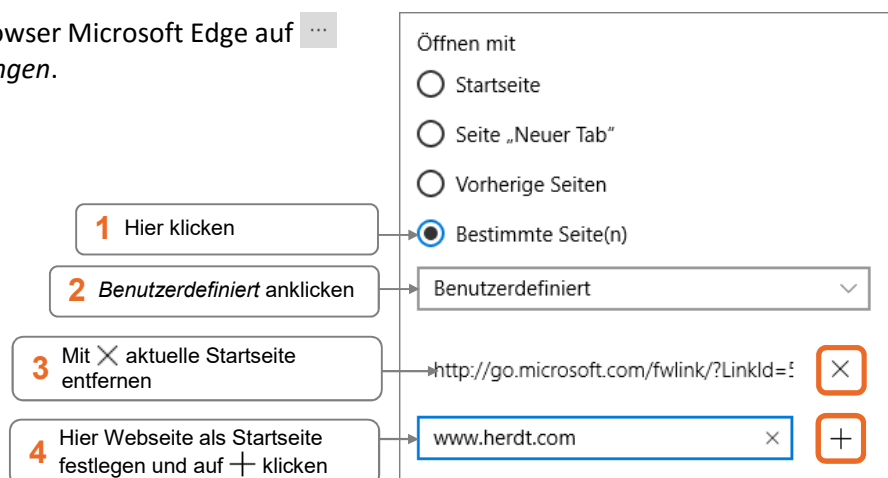 owser Microsoft Edge auf ...
ngen.
Öffnen mit
Startseite
Seite „Neuer Tab“
Vorherige Seiten
1 Hier klicken
Bestimmte Seite(n)
2 Benutzerdefiniert anklicken
Benutzerdefiniert
3 Mit × aktuelle Startseite
entfernen
http://go.microsoft.com/fwlink/?LinkId=5
4 Hier Webseite als Startseite
festlegen und auf + klicken
www.herdt.com